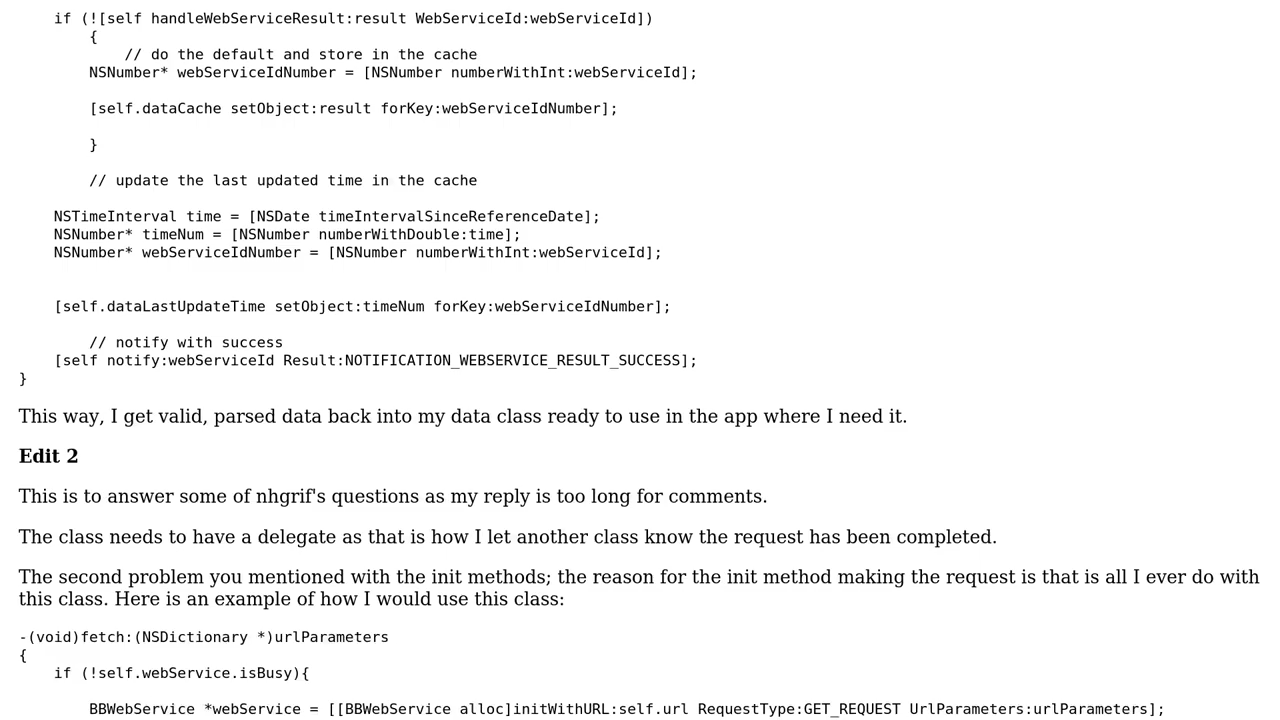 if (![self handleWebServiceResult:result WebServiceId:webServiceId])
{
// do the default and store in the cache
NSNumber* webServiceIdNumber = [NSNumber numberWithInt:webServiceId];
[self.dataCache setObject:result forKey:webServiceIdNumber];
}
// update the last updated time in the cache
NSTimeInterval time = [NSDate timeIntervalSinceReferenceDate];
NSNumber* timeNum = [NSNumber numberWithDouble:time];
NSNumber* webServiceIdNumber = [NSNumber numberWithInt:webServiceId];
[self.dataLastUpdateTime setObject:timeNum forKey:webServiceIdNumber];
// notify with success
[self notify:webServiceId Result:NOTIFICATION_WEBSERVICE_RESULT_SUCCESS];
}
This way, I get valid, parsed data back into my data class ready to use in the app where I need it.
Edit 2
This is to answer some of nhgrif's questions as my reply is too long for comments.
The class needs to have a delegate as that is how I let another class know the request has been completed.
The second problem you mentioned with the init methods; the reason for the init method making the request is that is all I ever do with
this class. Here is an example of how I would use this class:
-(void)fetch:(NSDictionary *)urlParameters
{
if (!self.webService.isBusy){
BBWebService *webService = [[BBWebService alloc]initWithURL:self.url RequestType:GET_REQUEST UrlParameters:urlParameters];